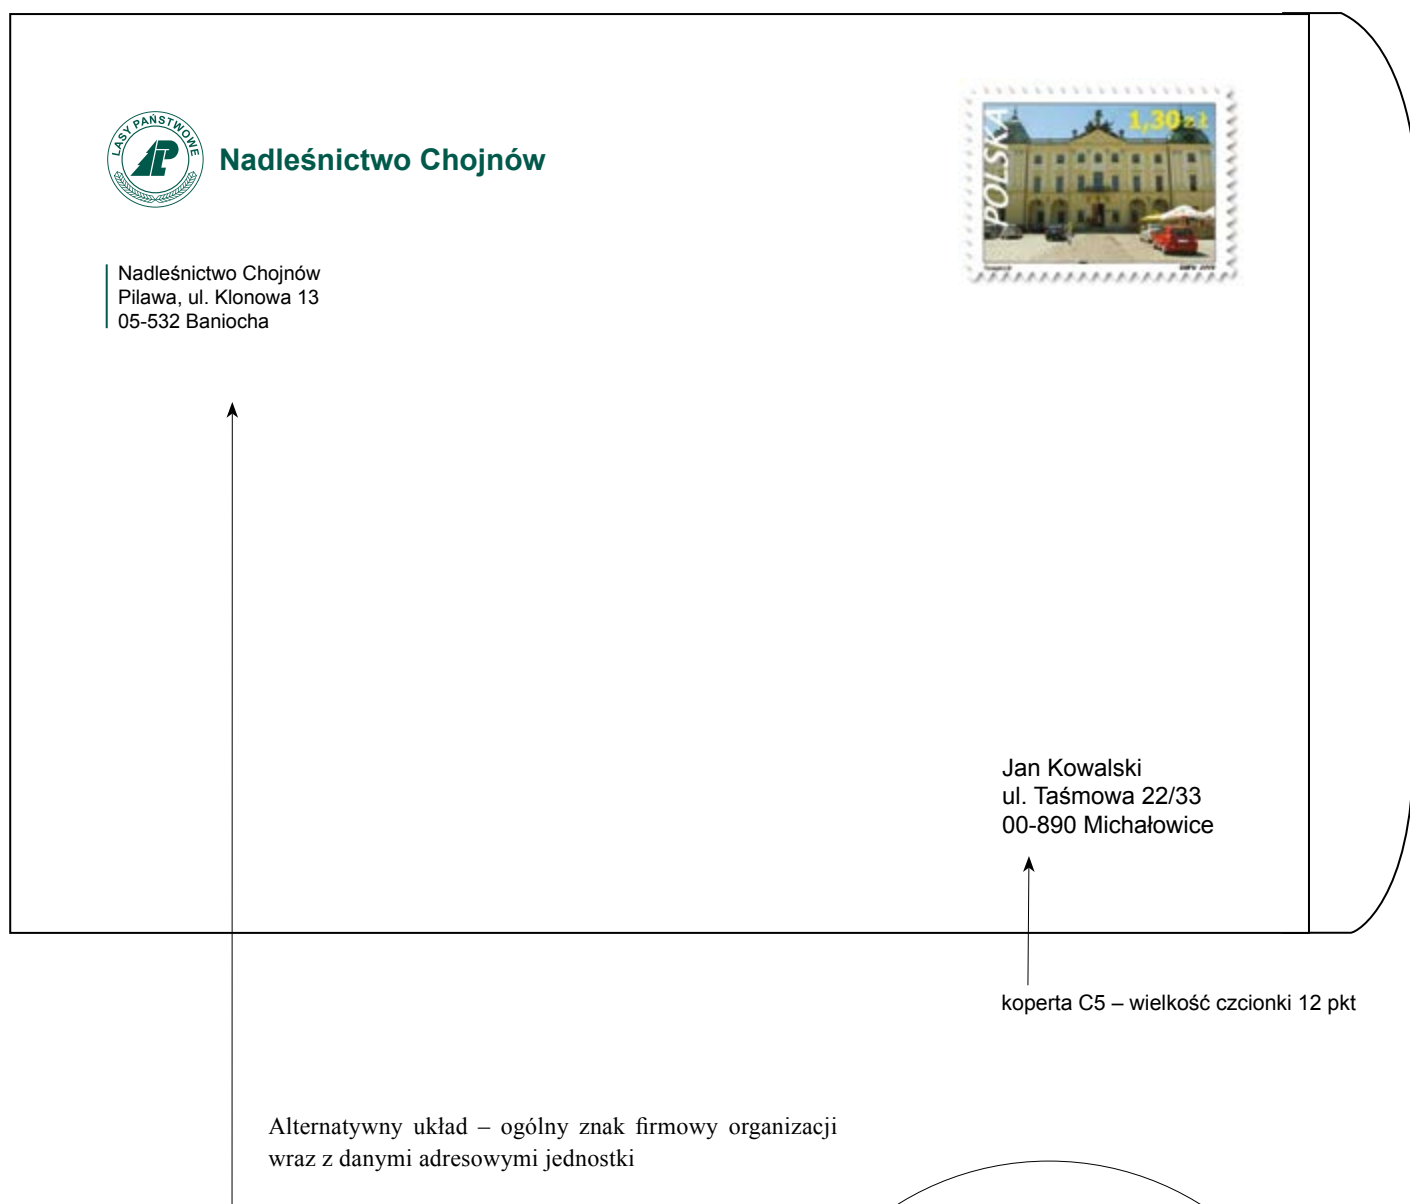 LASY PAŃSTWOWE
Nadleśnictwo Chojnów
POLSKA
1,30 zł
Nadleśnictwo Chojnów
Pilawa, ul. Klonowa 13
05-532 Baniocha
Jan Kowalski
ul. Taśmowa 22/33
00-890 Michałowice
koperta C5 – wielkość czcionki 12 pkt
Alternatywny układ – ogólny znak firmowy organizacji
wraz z danymi adresowymi jednostki